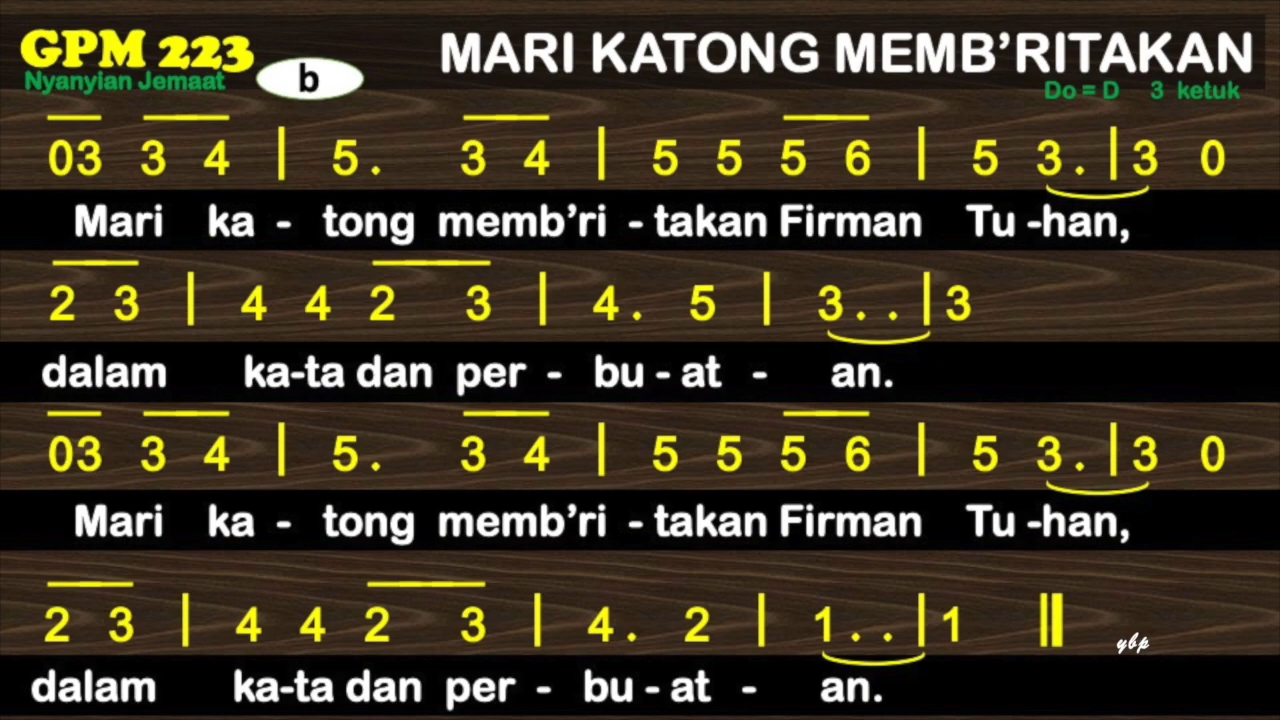 GPM 223
Nyanyian Jemaat
b
MARI KATONG MEMB'RITAKAN
Do = D 3 ketuk
03 3 4 | 5 . 3 4 | 5 5 5 6 | 5 3 . | 3 0
Mari ka - tong memb'ri - takan Firman Tu -han,
2 3 | 4 4 2 3 | 4 . 5 | 3 . . | 3
dalam ka-ta dan per - bu - at - an.
03 3 4 | 5 . 3 4 | 5 5 5 6 | 5 3 . | 3 0
Mari ka - tong memb'ri - takan Firman Tu -han,
2 3 | 4 4 2 3 | 4 . 2 | 1 . . | 1 ||
ybp
dalam ka-ta dan per - bu - at - an.